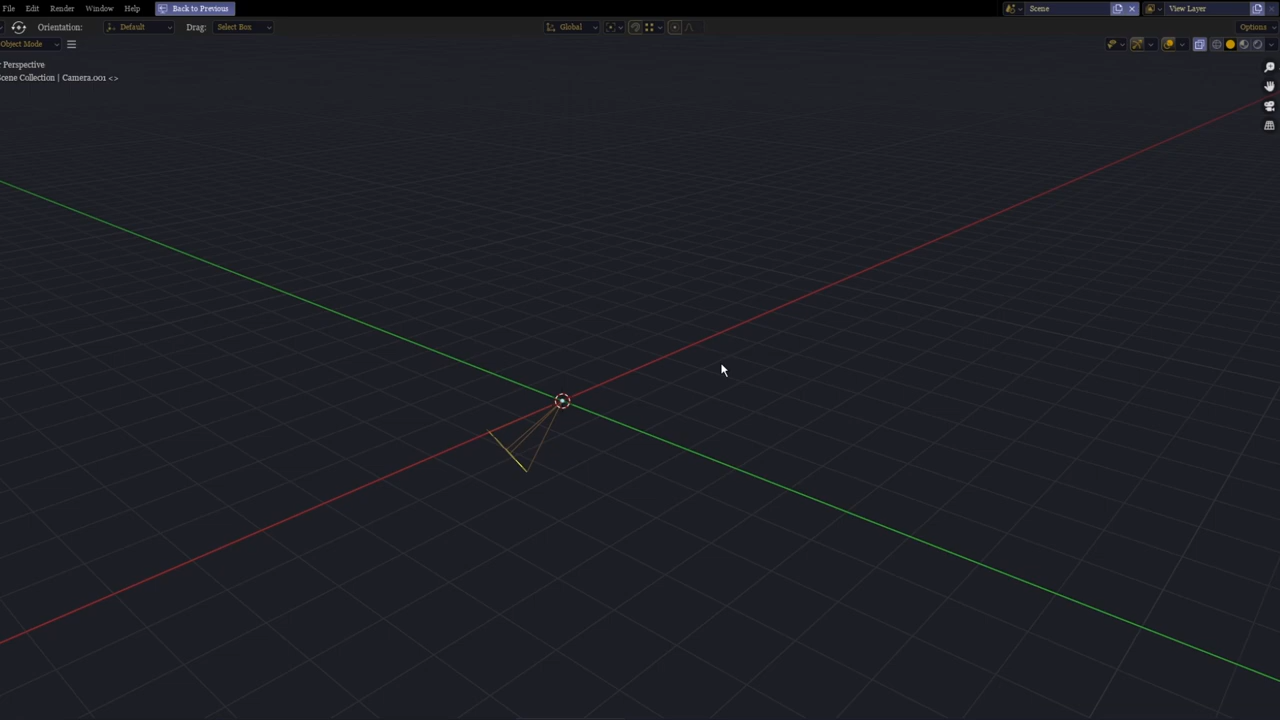 File Edit Render Window Help Back to Previous Scene View Layer
Orientation: Default Drag: Select Box Global Options
Object Mode
Perspective
Scene Collection | Camera.001 <>